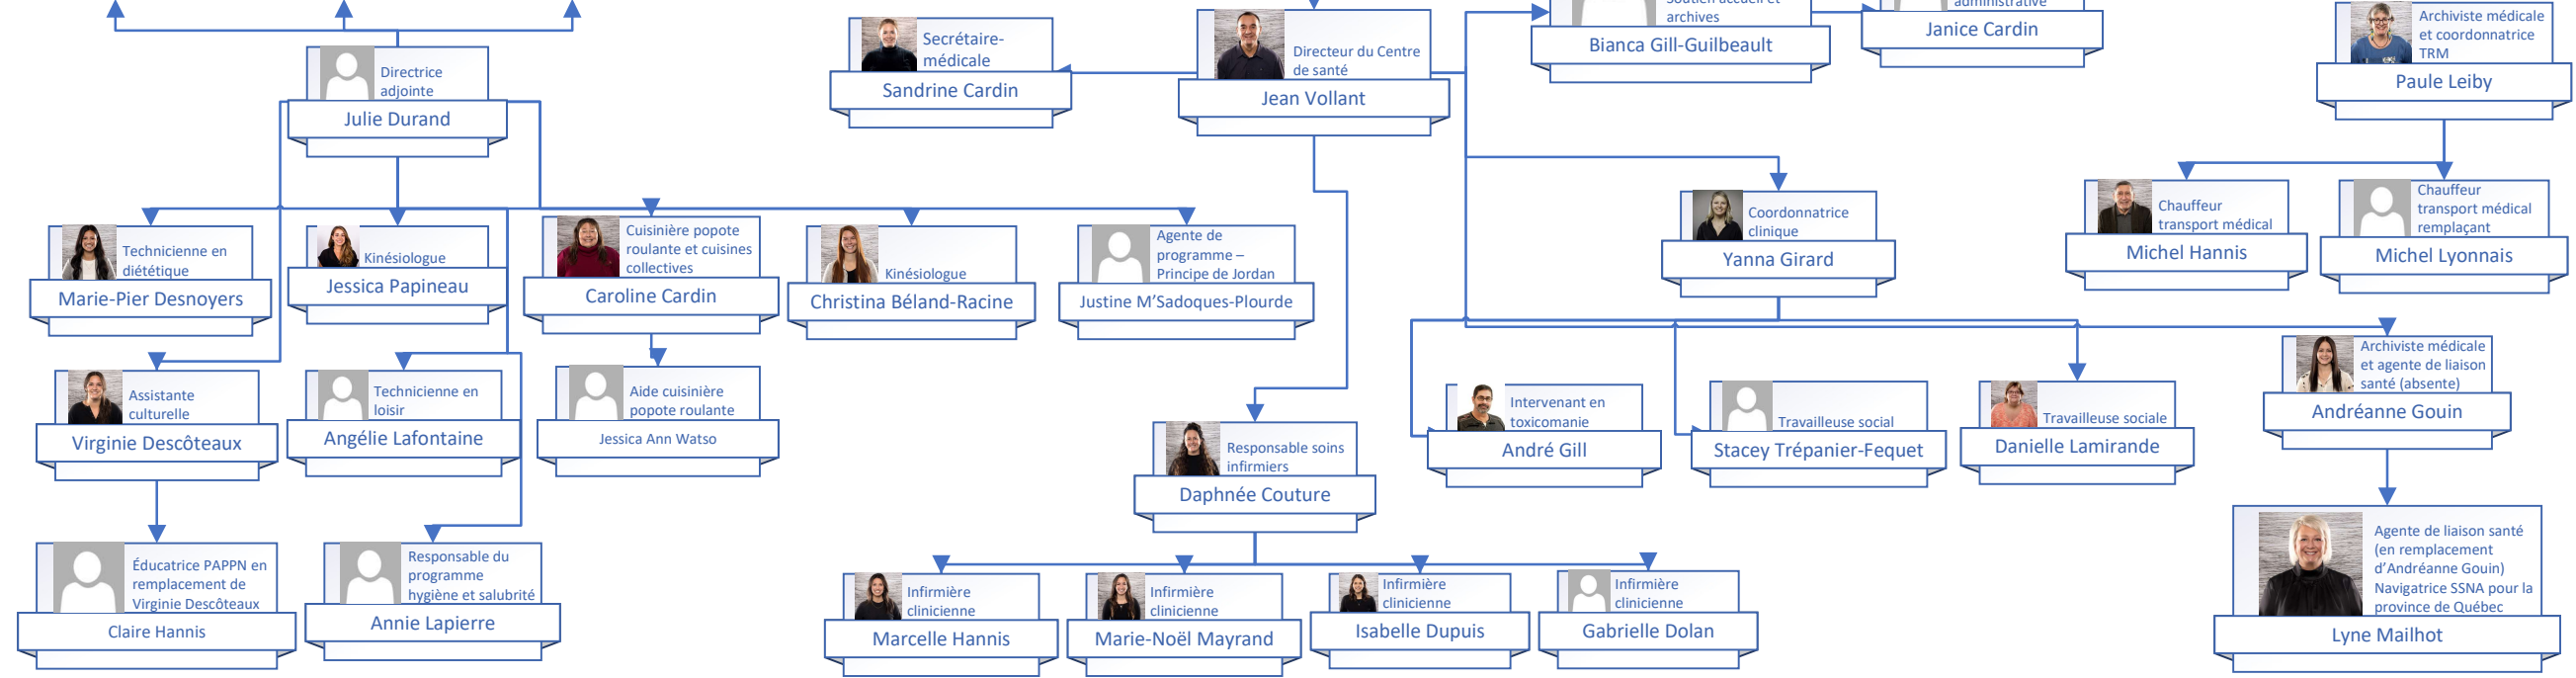 Soutien accueil et
archives
Bianca Gill-Guilbeault
administrative
Janice Cardin
Archiviste médicale
et coordonnatrice
TRM
Paule Leiby
Secrétaire-
médicale
Sandrine Cardin
Directeur du Centre
de santé
Jean Vollant
Directrice
adjointe
Julie Durand
Technicienne en
diététique
Marie-Pier Desnoyers
Kinésiologue
Jessica Papineau
Cuisinière popote
roulante et cuisines
collectives
Caroline Cardin
Kinésiologue
Christina Béland-Racine
Agente de
programme –
Principe de Jordan
Justine M’Sadoques-Plourde
Coordonnatrice
clinique
Yanna Girard
Chauffeur
transport médical
Michel Hannis
Chauffeur
transport médical
remplaçant
Michel Lyonnais
Assistante
culturelle
Virginie Descôteaux
Technicienne en
loisir
Angélie Lafontaine
Aide cuisinière
popote roulante
Jessica Ann Watso
Responsable soins
infirmiers
Daphnée Couture
Intervenant en
toxicomanie
André Gill
Travailleuse social
Stacey Trépanier-Fequet
Travailleuse sociale
Danielle Lamirande
Archiviste médicale
et agente de liaison
santé (absente)
Andréanne Gouin
Éducatrice PAPPN en
remplacement de
Virginie Descôteaux
Claire Hannis
Responsable du
programme
hygiène et salubrité
Annie Lapierre
Infirmière
clinicienne
Marcelle Hannis
Infirmière
clinicienne
Marie-Noël Mayrand
Infirmière
clinicienne
Isabelle Dupuis
Infirmière
clinicienne
Gabrielle Dolan
Agente de liaison santé
(en remplacement
d’Andréanne Gouin)
Navigatrice SSNA pour la
province de Québec
Lyne Mailhot